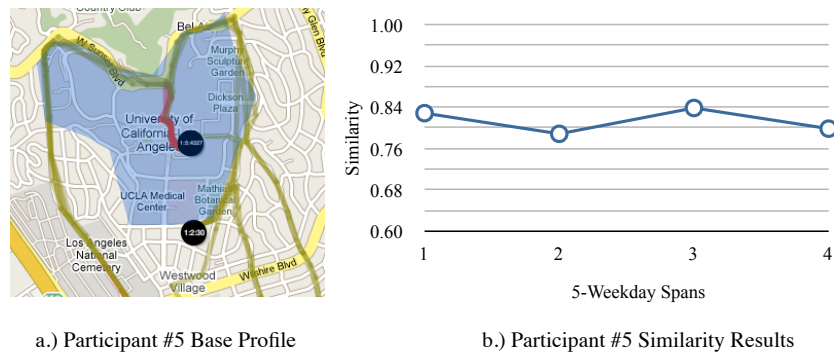 Country Club
Bel Air
Glen Blvd
W Sunset Blvd
Murphy
Sculpture
Garden
Dickson
Plaza
University of
California
Angeles
1:5:4327
UCLA Medical
Center
Mathias
Botanical
Garden
1:2:30
Los Angeles
National
Cemetery
Westwood
Village
Wilshire Blvd
a.) Participant #5 Base Profile
1.00
0.92
0.84
0.76
0.68
0.60
Similarity
1 2 3 4
5-Weekday Spans
b.) Participant #5 Similarity Results